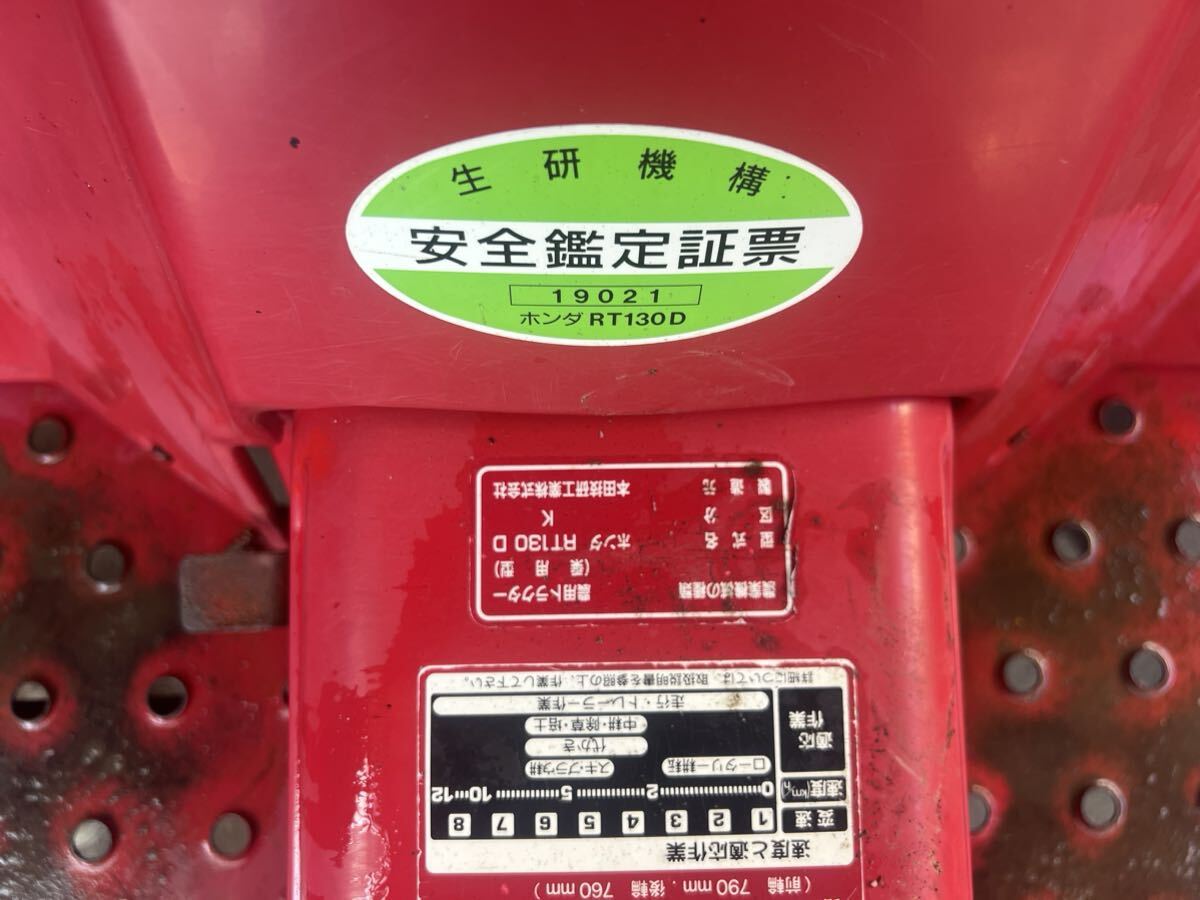 生研機構
安全鑑定証票
19021
ホンダ RT130D
農業機械の種類 農用トラクター
(乗用型)
型式名 ホンダ RT130D
区分 K
製造元 本田技研工業株式会社
(前輪 790mm．後輪 760mm)
速度と適応作業
変速 1 2 3 4 5 6 7 8
速度km/h 0 2 5 10 12
適応作業 ロータリー耕耘 スキ・プラウ耕
代かき
中耕・除草・培土
走行・トレーラー作業
詳細については、取扱説明書を参照の上、作業して下さい。